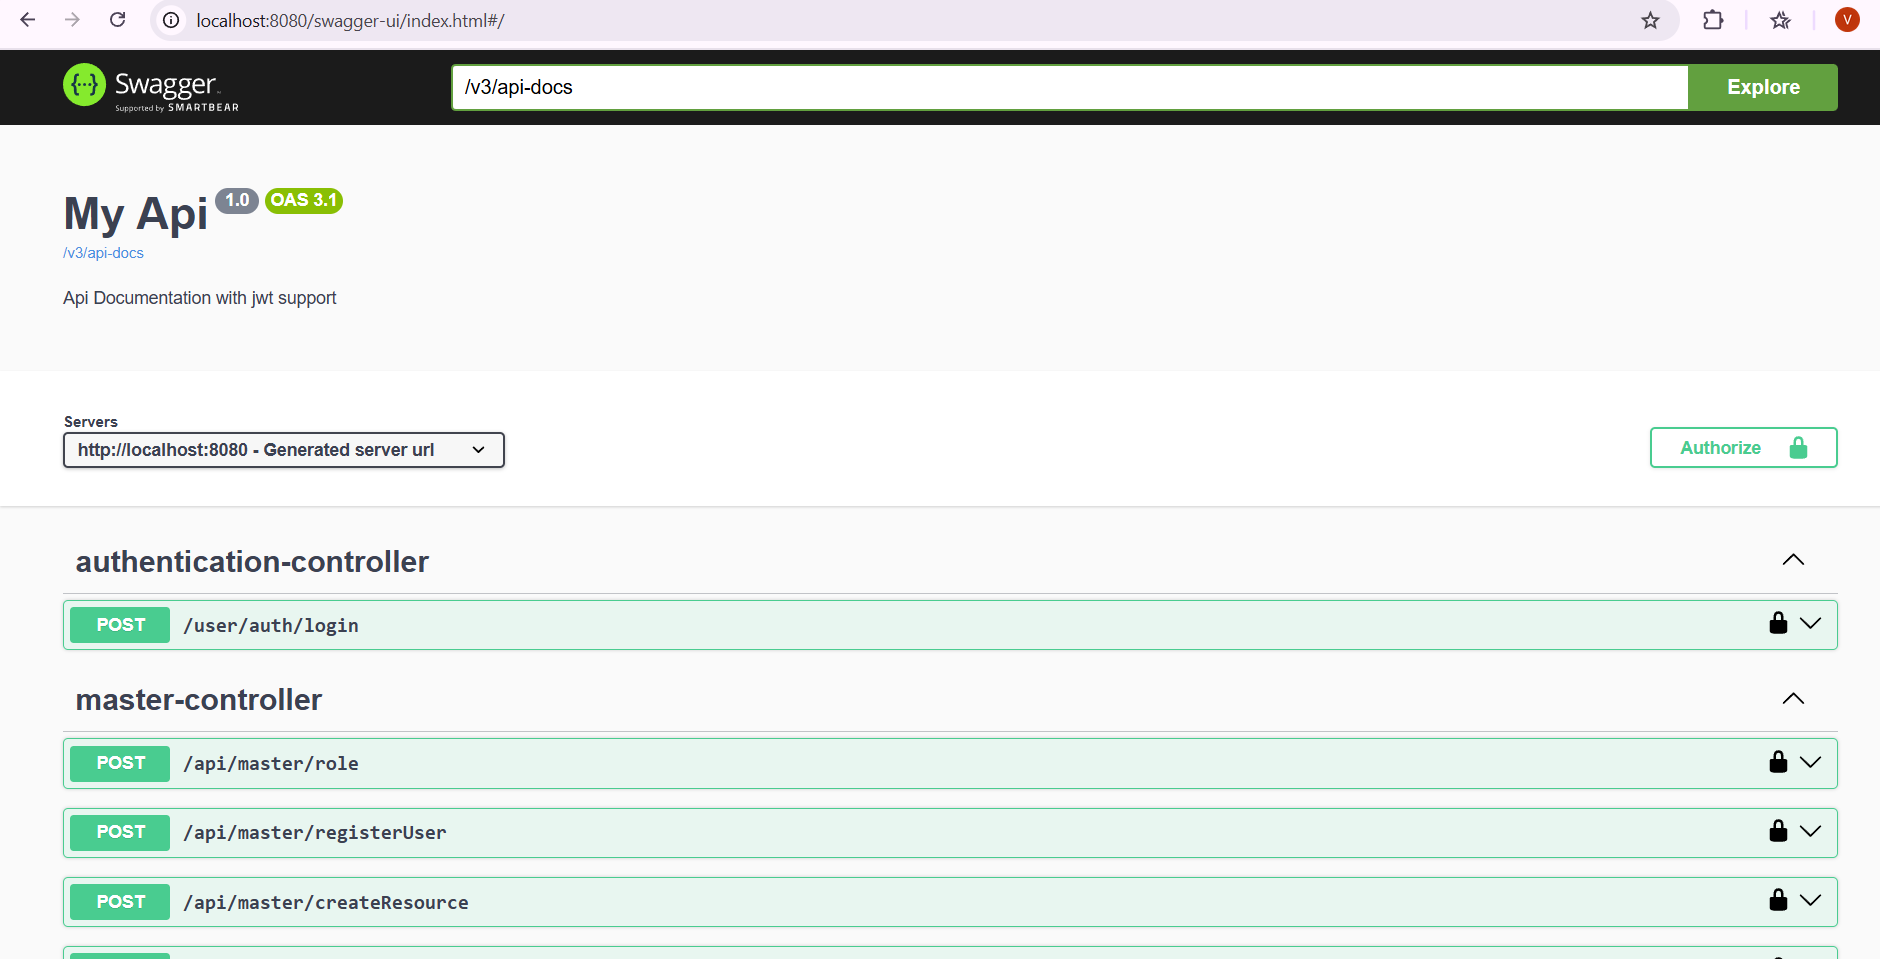 localhost:8080/swagger-ui/index.html#/
V
{···} Swagger™
Supported by SMARTBEAR
/v3/api-docs
Explore
My Api 1.0 OAS 3.1
/v3/api-docs
Api Documentation with jwt support
Servers
http://localhost:8080 - Generated server url
Authorize
authentication-controller
POST /user/auth/login
master-controller
POST /api/master/role
POST /api/master/registerUser
POST /api/master/createResource